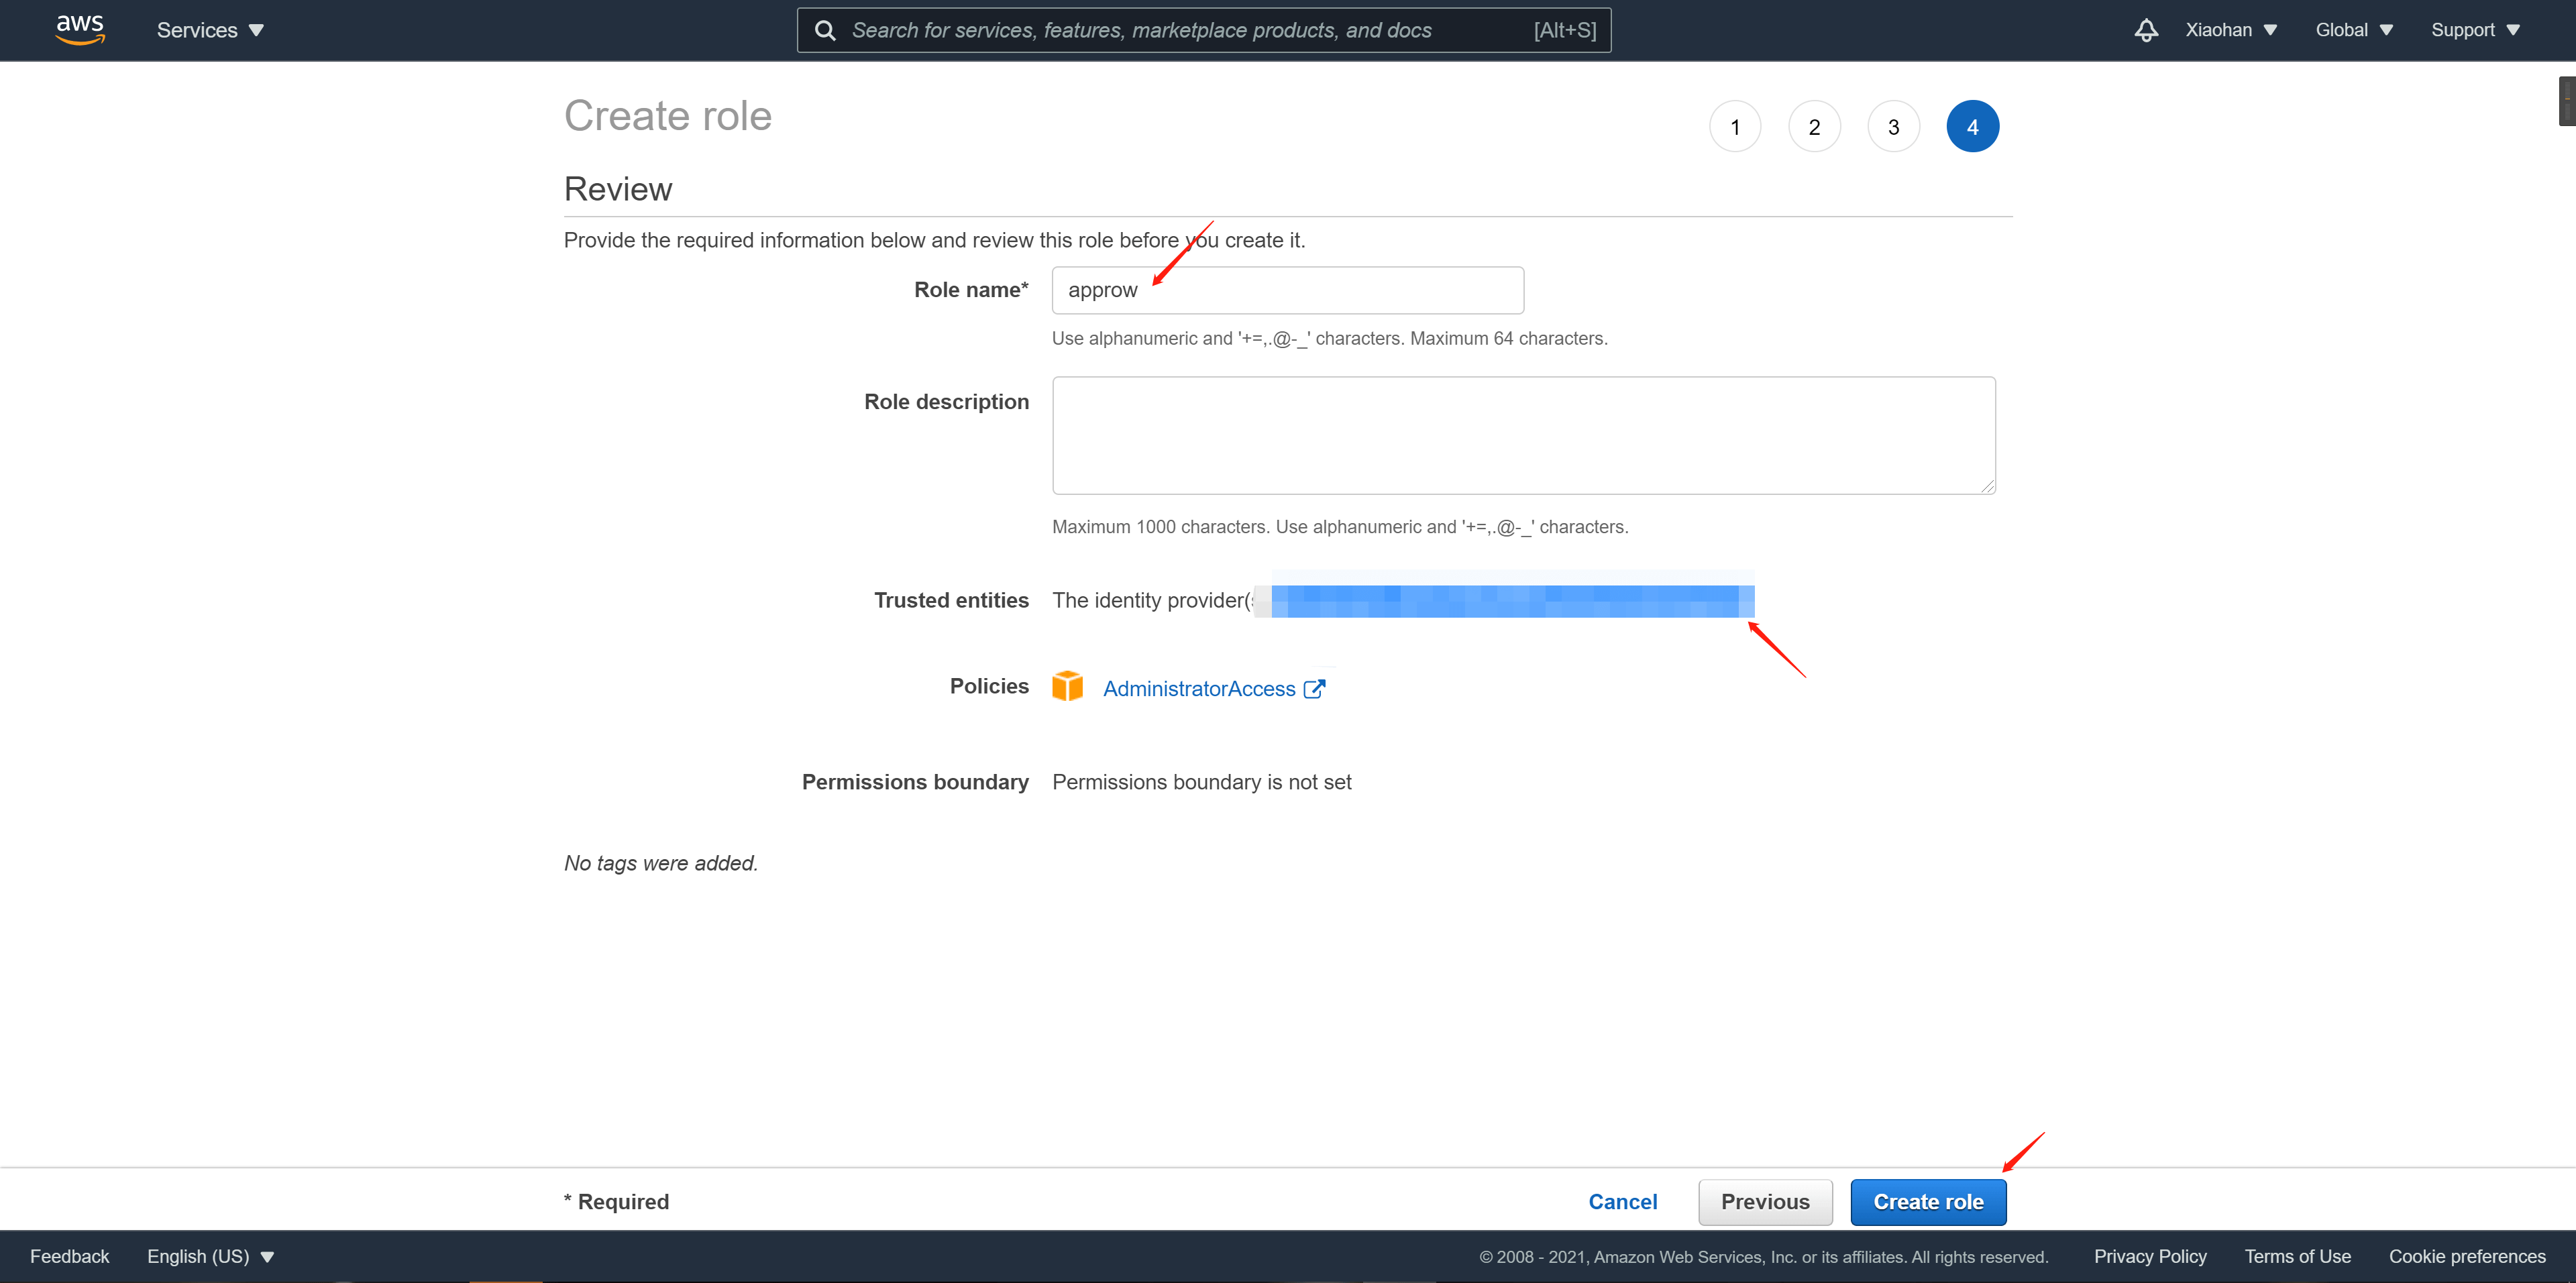 aws Services Search for services, features, marketplace products, and docs [Alt+S] Xiaohan Global Support
Create role 1 2 3 4
Review
Provide the required information below and review this role before you create it.
Role name* approw
Use alphanumeric and '+=,.@-_' characters. Maximum 64 characters.
Role description
Maximum 1000 characters. Use alphanumeric and '+=,.@-_' characters.
Trusted entities The identity provider(
Policies AdministratorAccess
Permissions boundary Permissions boundary is not set
No tags were added.
* Required Cancel Previous Create role
Feedback English (US) © 2008 - 2021, Amazon Web Services, Inc. or its affiliates. All rights reserved. Privacy Policy Terms of Use Cookie preferences